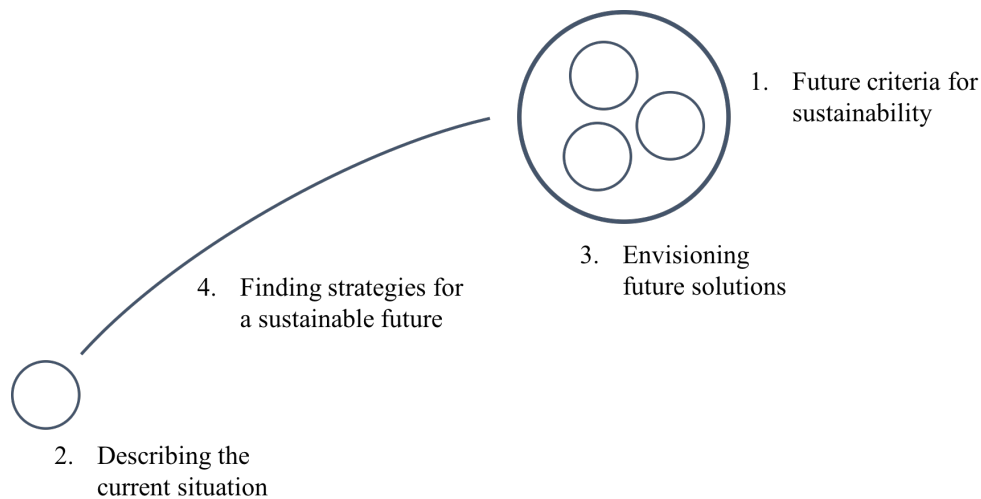 1. Future criteria for
sustainability
3. Envisioning
future solutions
4. Finding strategies for
a sustainable future
2. Describing the
current situation